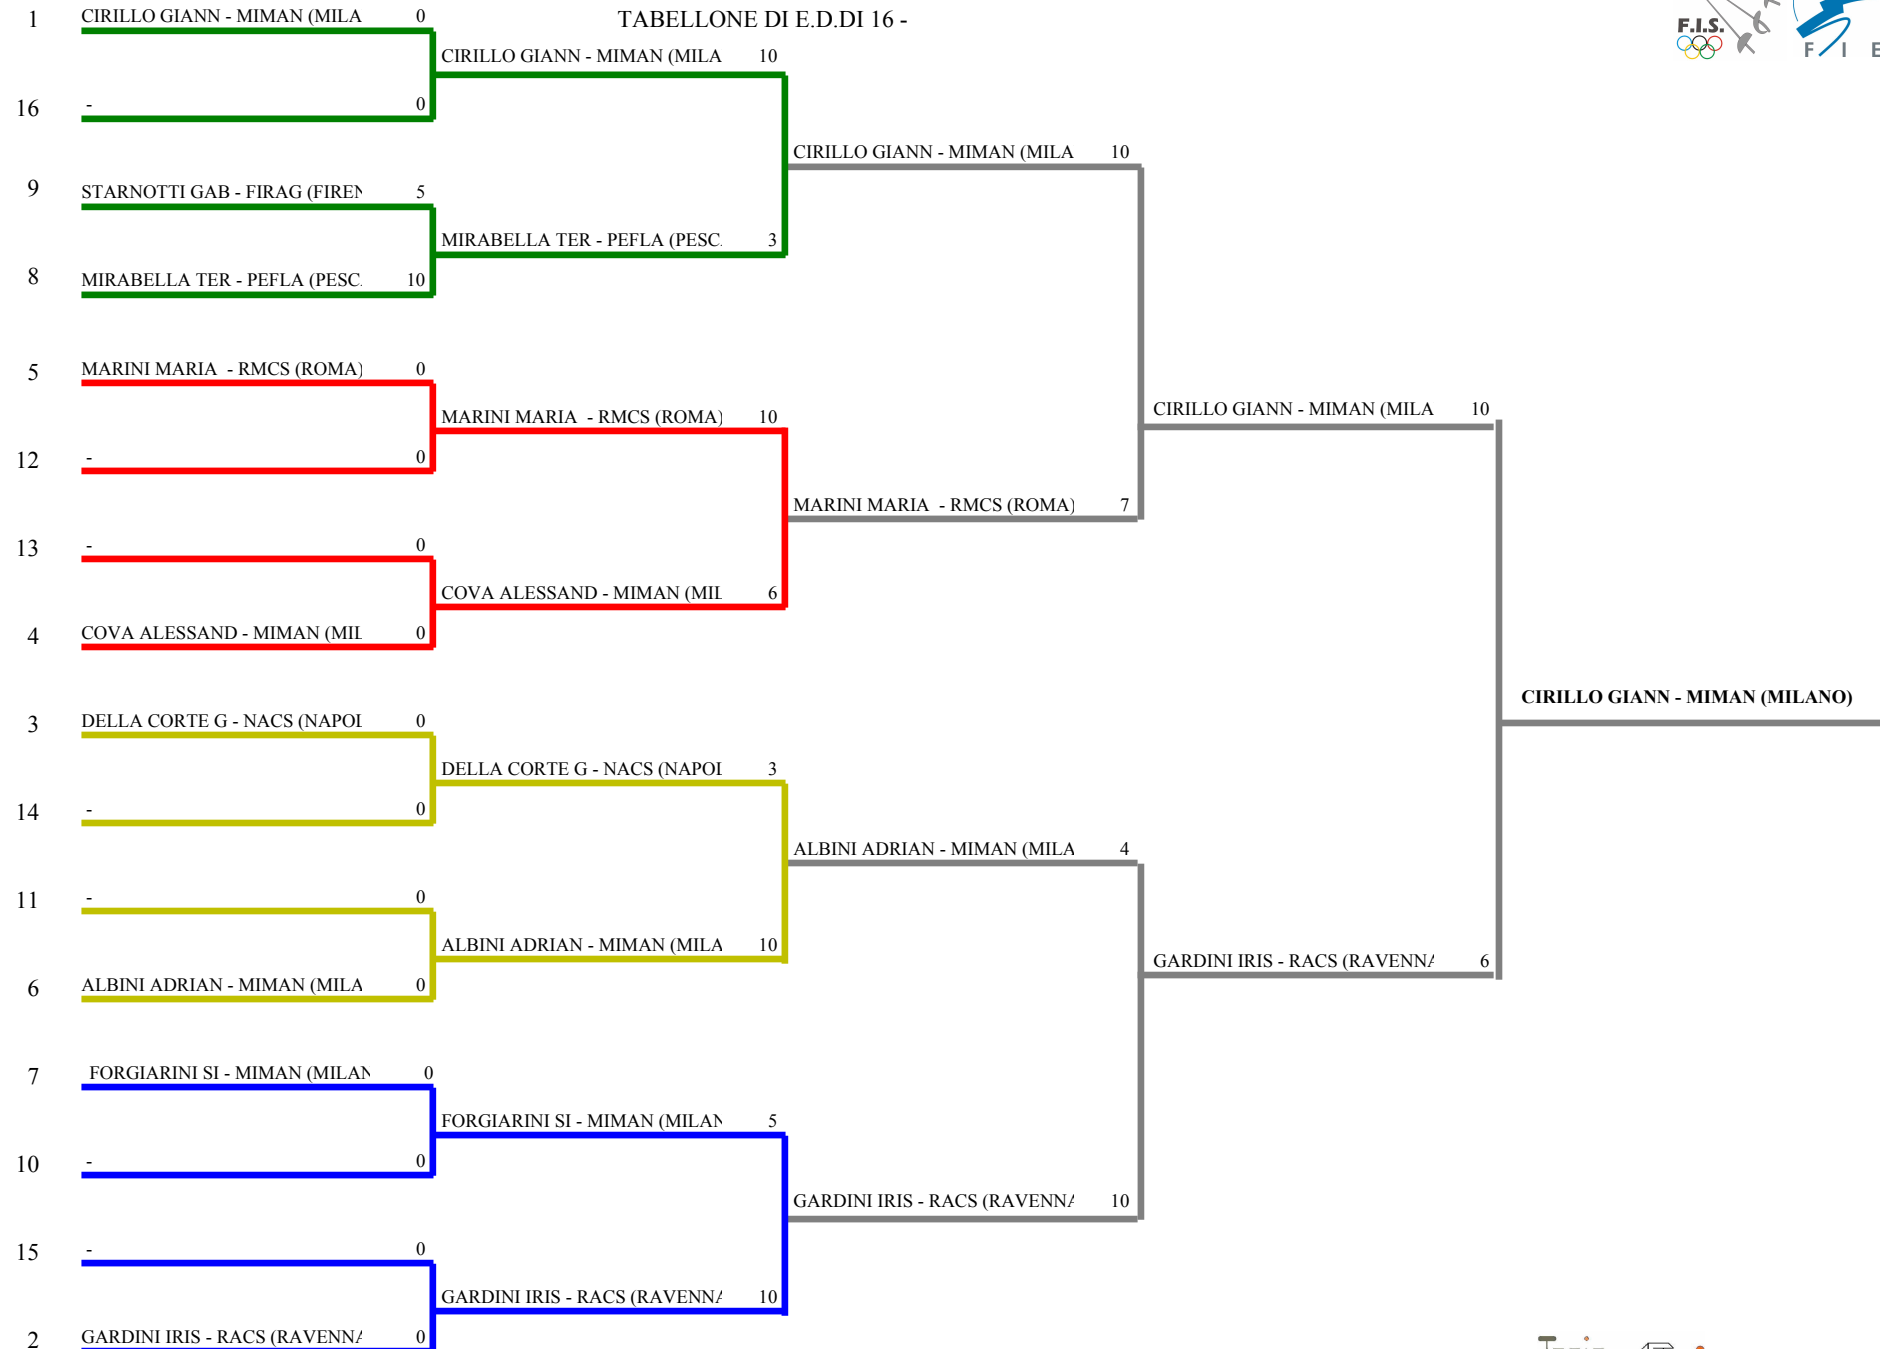 TABELLONE DI E.D.DI 16 -
F.I.S.
F I E
1 CIRILLO GIANN - MIMAN (MILA 0
CIRILLO GIANN - MIMAN (MILA 10
16 - 0
CIRILLO GIANN - MIMAN (MILA 10
9 STARNOTTI GAB - FIRAG (FIREN 5
MIRABELLA TER - PEFLA (PESC. 3
8 MIRABELLA TER - PEFLA (PESC. 10
5 MARINI MARIA - RMCS (ROMA) 0
MARINI MARIA - RMCS (ROMA) 10
CIRILLO GIANN - MIMAN (MILA 10
12 - 0
MARINI MARIA - RMCS (ROMA) 7
13 - 0
COVA ALESSAND - MIMAN (MIL 6
4 COVA ALESSAND - MIMAN (MIL 0
CIRILLO GIANN - MIMAN (MILANO)
3 DELLA CORTE G - NACS (NAPOL 0
DELLA CORTE G - NACS (NAPOL 3
14 - 0
ALBINI ADRIAN - MIMAN (MILA 4
11 - 0
ALBINI ADRIAN - MIMAN (MILA 10
GARDINI IRIS - RACS (RAVENNA 6
6 ALBINI ADRIAN - MIMAN (MILA 0
7 FORGIARINI SI - MIMAN (MILAN 0
FORGIARINI SI - MIMAN (MILAN 5
10 - 0
GARDINI IRIS - RACS (RAVENNA 10
15 - 0
GARDINI IRIS - RACS (RAVENNA 10
2 GARDINI IRIS - RACS (RAVENNA 0